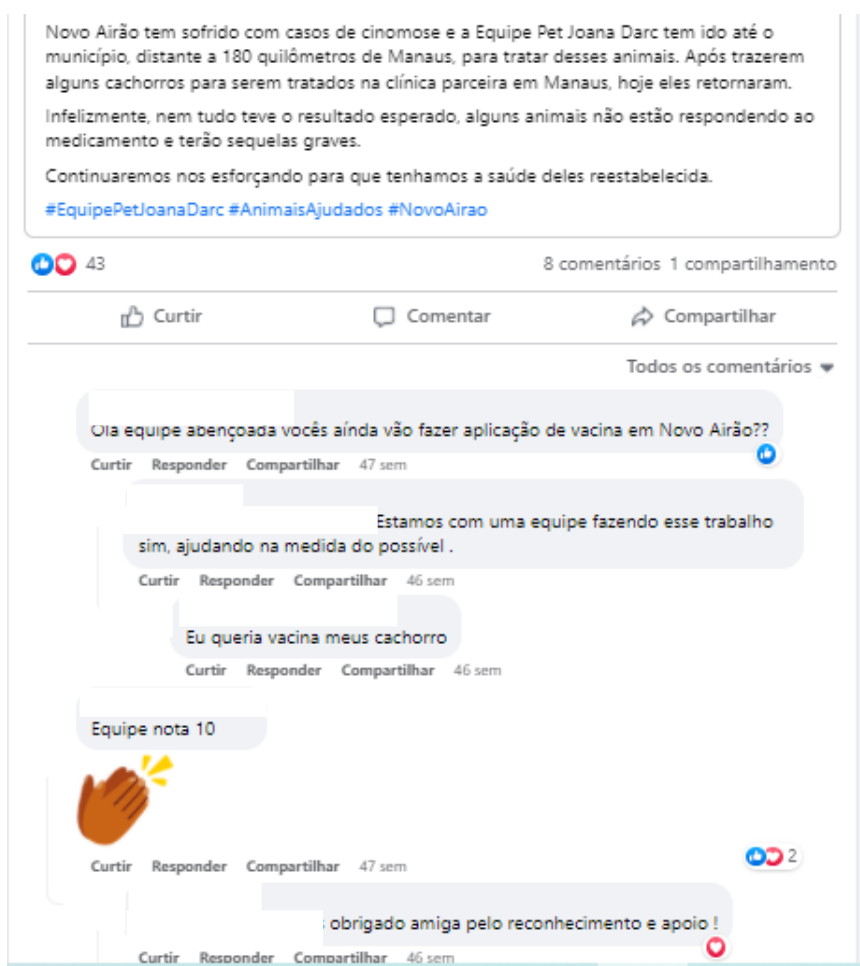 Novo Airão tem sofrido com casos de cinomose e a Equipe Pet Joana Darc tem ido até o
município, distante a 180 quilômetros de Manaus, para tratar desses animais. Após trazerem
alguns cachorros para serem tratados na clínica parceira em Manaus, hoje eles retornaram.
Infelizmente, nem tudo teve o resultado esperado, alguns animais não estão respondendo ao
medicamento e terão sequelas graves.
Continuaremos nos esforçando para que tenhamos a saúde deles reestabelecida.
#EquipePetJoanaDarc #AnimaisAjudados #NovoAirao
43 8 comentários 1 compartilhamento
Curtir Comentar Compartilhar
Todos os comentários
Ola equipe abençoada vocês aínda vão fazer aplicação de vacina em Novo Airão??
Curtir Responder Compartilhar 47 sem
Estamos com uma equipe fazendo esse trabalho
sim, ajudando na medida do possível .
Curtir Responder Compartilhar 46 sem
Eu queria vacina meus cachorro
Curtir Responder Compartilhar 46 sem
Equipe nota 10
Curtir Responder Compartilhar 47 sem 2
obrigado amiga pelo reconhecimento e apoio !
Curtir Responder Compartilhar 46 sem